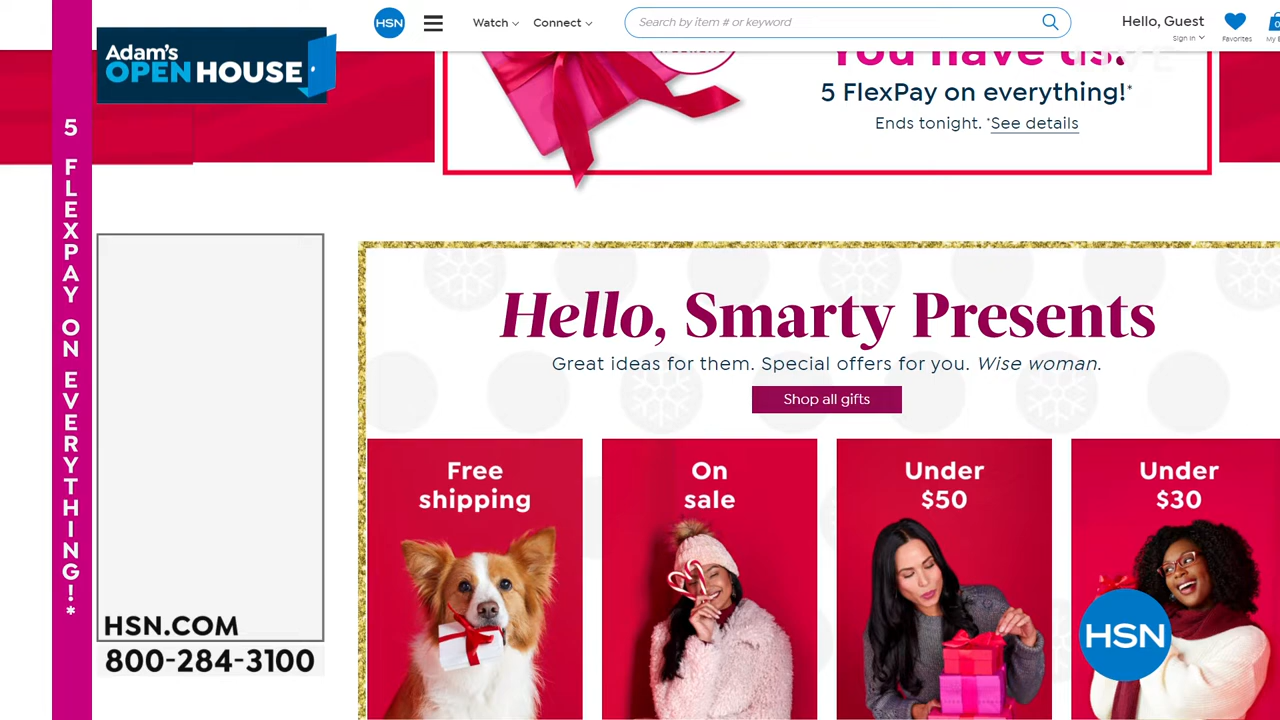 Adam's
OPEN HOUSE
HSN
Watch
Connect
Search by item # or keyword
Hello, Guest
Sign In
Favorites
0
5 FLEXPAY ON EVERYTHING!*
You have
5 FlexPay on everything!*
Ends tonight. *See details
Hello, Smarty Presents
Great ideas for them. Special offers for you. Wise woman.
Shop all gifts
Free
shipping
On
sale
Under
$50
Under
$30
HSN.COM
800-284-3100
HSN